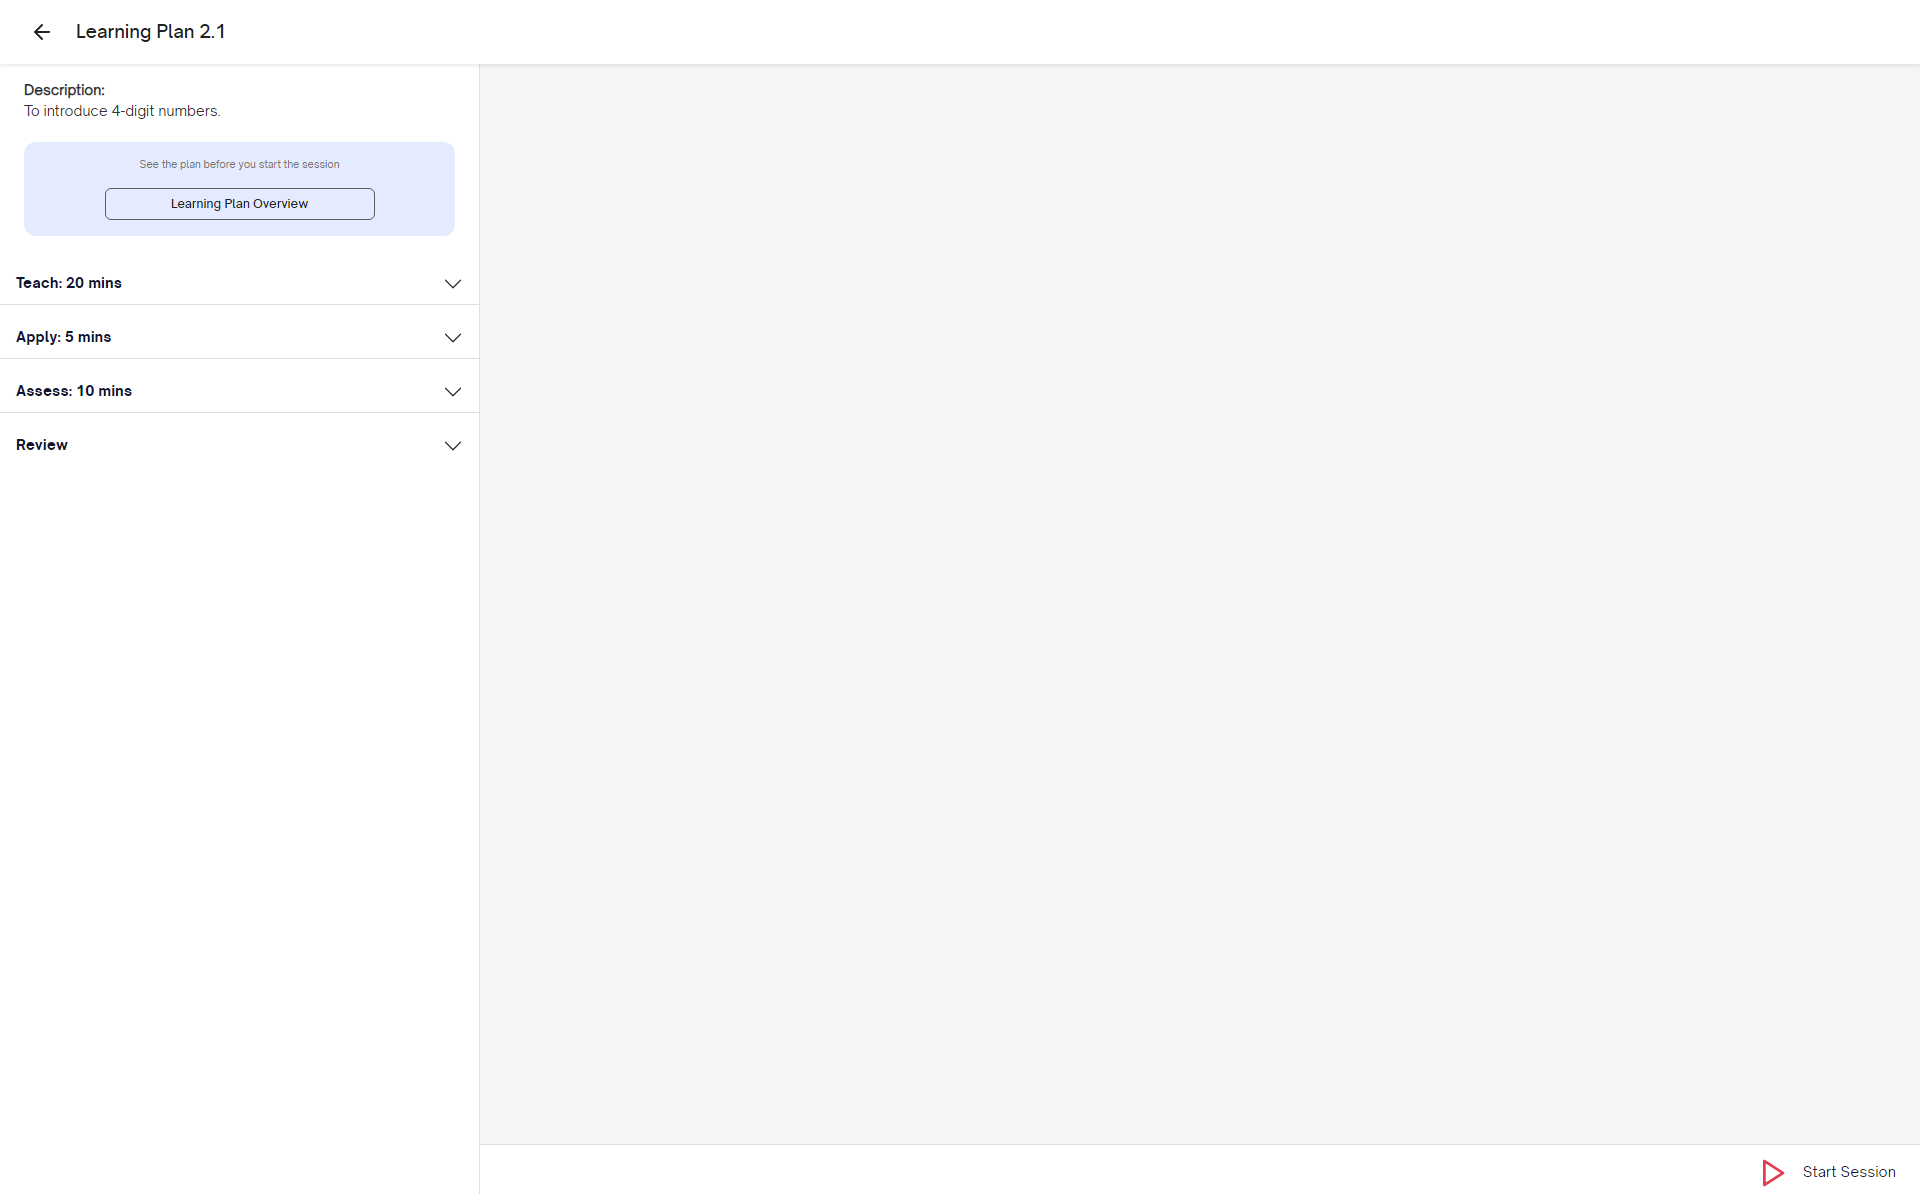 Learning Plan 2.1
Description:
To introduce 4-digit numbers.
See the plan before you start the session
Learning Plan Overview
Teach: 20 mins
Apply: 5 mins
Assess: 10 mins
Review
Start Session